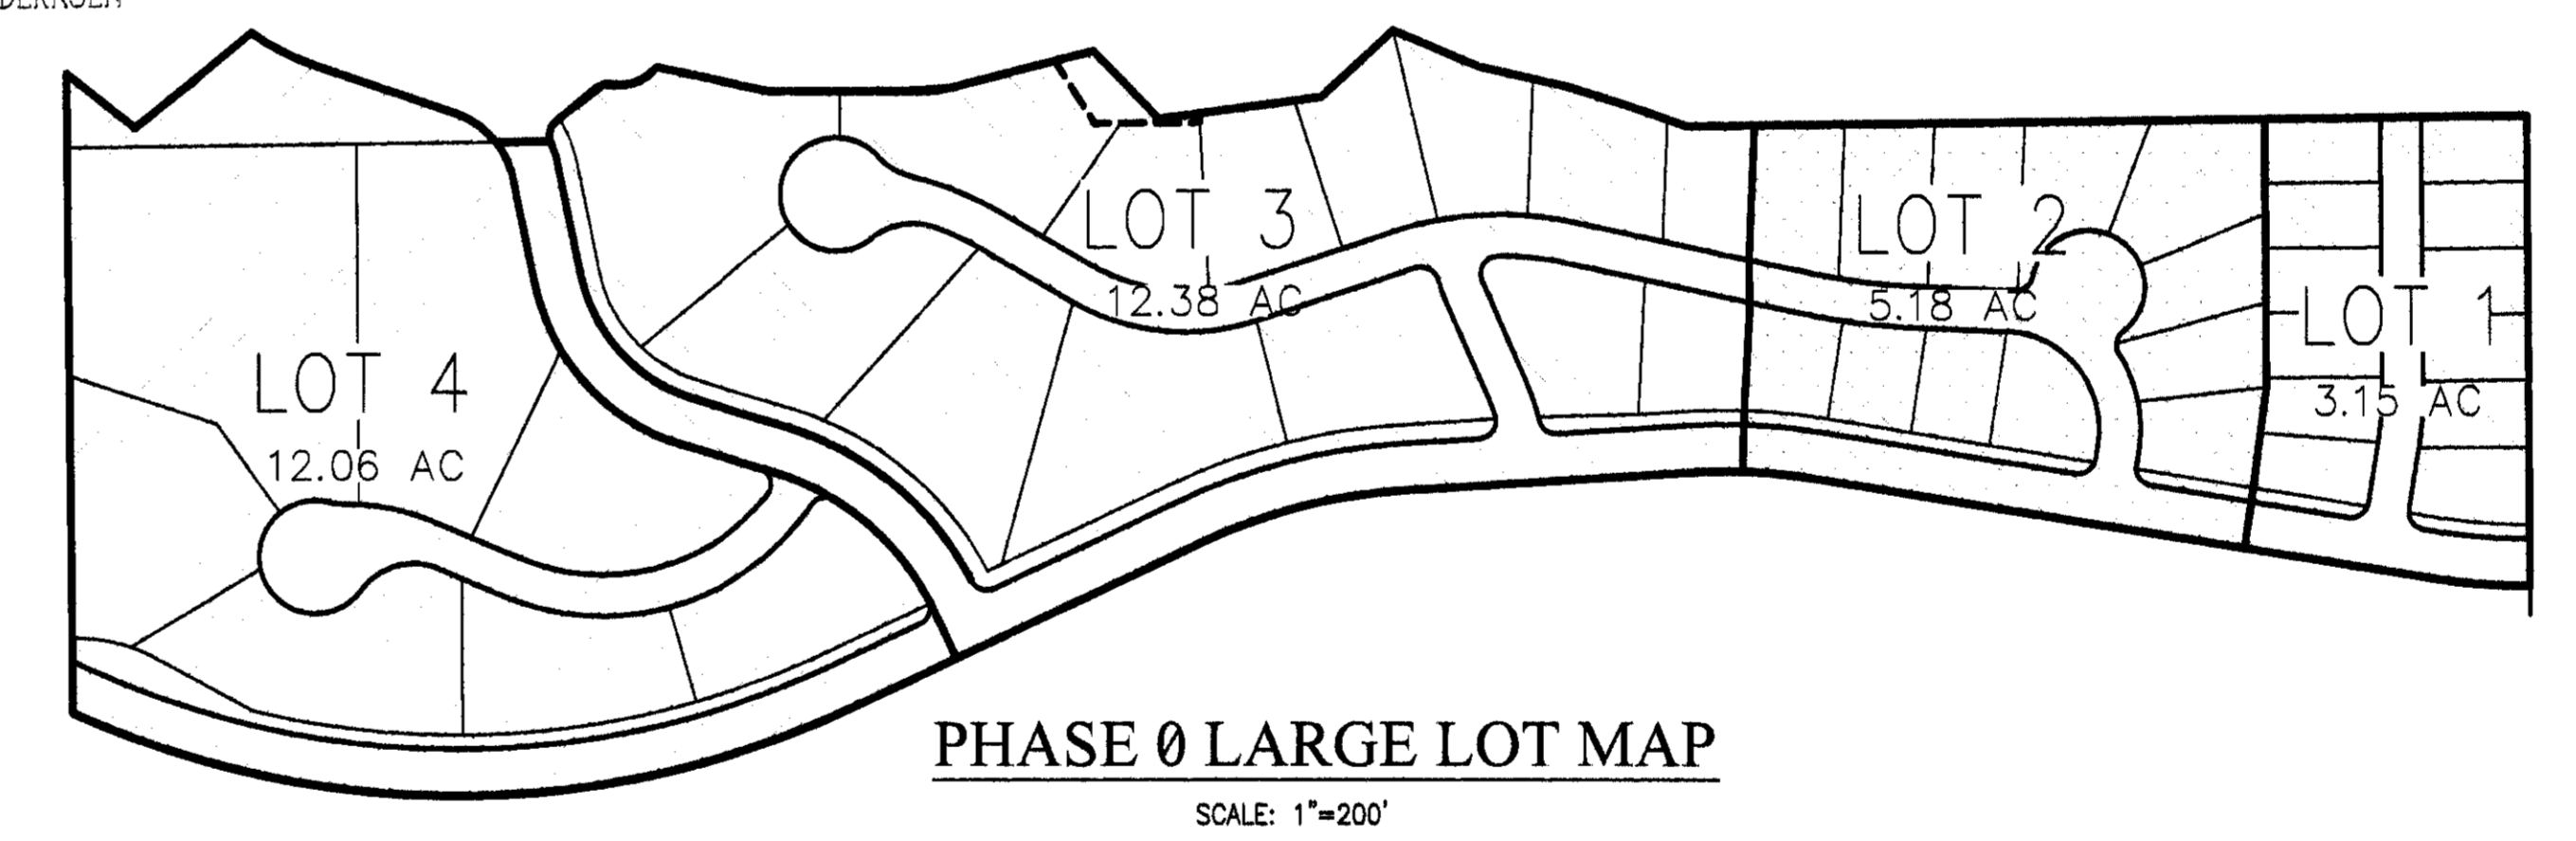 LOT 4
12.06 AC
LOT 3
12.38 AC
LOT 2
5.18 AC
LOT 1
3.15 AC
PHASE 0 LARGE LOT MAP
SCALE: 1"=200'